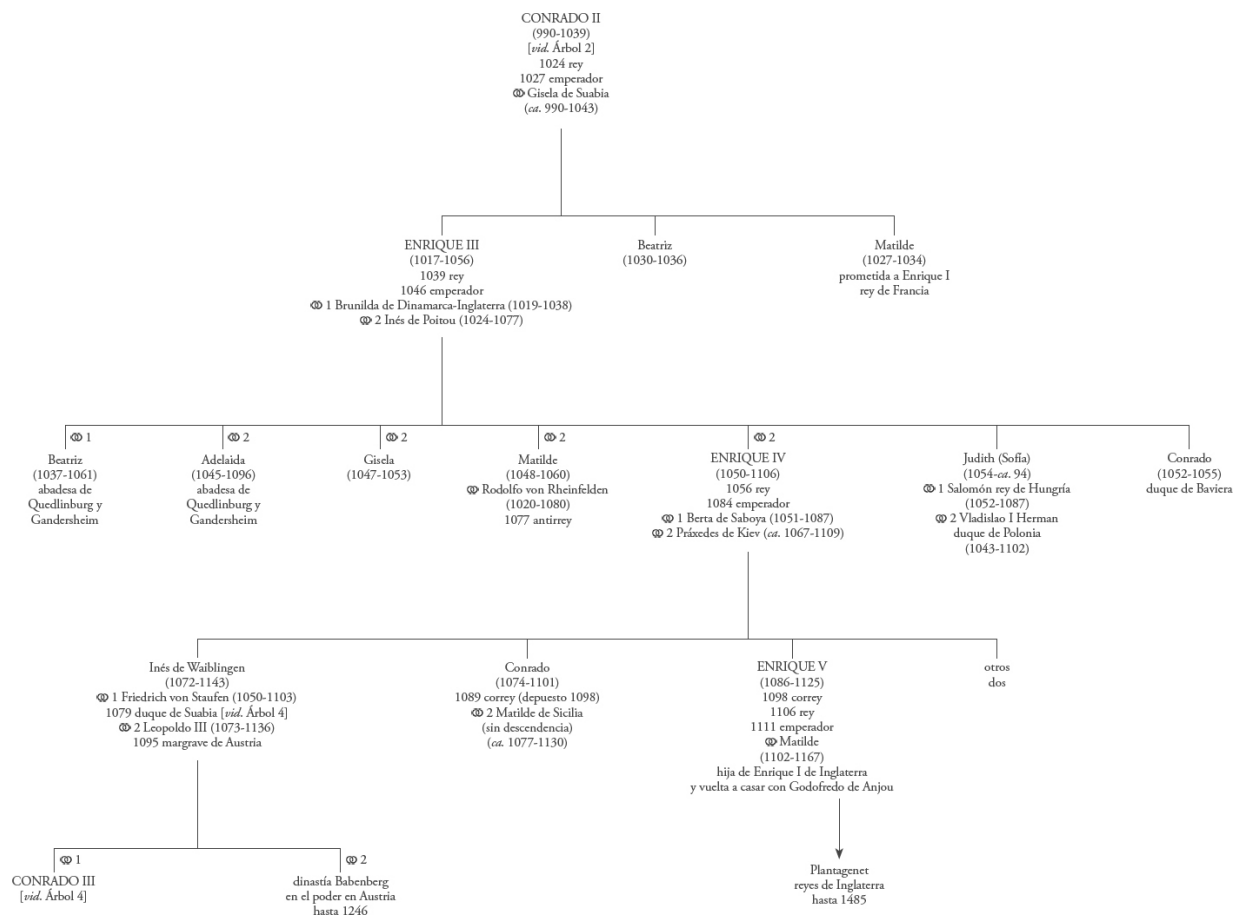 CONRADO II
(990-1039)
[vid. Árbol 2]
1024 rey
1027 emperador
⚭ Gisela de Suabia
(ca. 990-1043)
ENRIQUE III
(1017-1056)
1039 rey
1046 emperador
⚭ 1 Brunilda de Dinamarca-Inglaterra (1019-1038)
⚭ 2 Inés de Poitou (1024-1077)
Beatriz
(1030-1036)
Matilde
(1027-1034)
prometida a Enrique I
rey de Francia
⚭ 1
Beatriz
(1037-1061)
abadesa de
Quedlinburg y
Gandersheim
⚭ 2
Adelaida
(1045-1096)
abadesa de
Quedlinburg y
Gandersheim
⚭ 2
Gisela
(1047-1053)
⚭ 2
Matilde
(1048-1060)
⚭ Rodolfo von Rheinfelden
(1020-1080)
1077 antirrey
⚭ 2
ENRIQUE IV
(1050-1106)
1056 rey
1084 emperador
⚭ 1 Berta de Saboya (1051-1087)
⚭ 2 Práxedes de Kiev (ca. 1067-1109)
Judith (Sofía)
(1054-ca. 94)
⚭ 1 Salomón rey de Hungría
(1052-1087)
⚭ 2 Vladislao I Herman
duque de Polonia
(1043-1102)
Conrado
(1052-1055)
duque de Baviera
Inés de Waiblingen
(1072-1143)
⚭ 1 Friedrich von Staufen (1050-1103)
1079 duque de Suabia [vid. Árbol 4]
⚭ 2 Leopoldo III (1073-1136)
1095 margrave de Austria
Conrado
(1074-1101)
1089 correy (depuesto 1098)
⚭ 2 Matilde de Sicilia
(sin descendencia)
(ca. 1077-1130)
ENRIQUE V
(1086-1125)
1098 correy
1106 rey
1111 emperador
⚭ Matilde
(1102-1167)
hija de Enrique I de Inglaterra
y vuelta a casar con Godofredo de Anjou
otros
dos
⚭ 1
CONRADO III
[vid. Árbol 4]
⚭ 2
dinastía Babenberg
en el poder en Austria
hasta 1246
Plantagenet
reyes de Inglaterra
hasta 1485